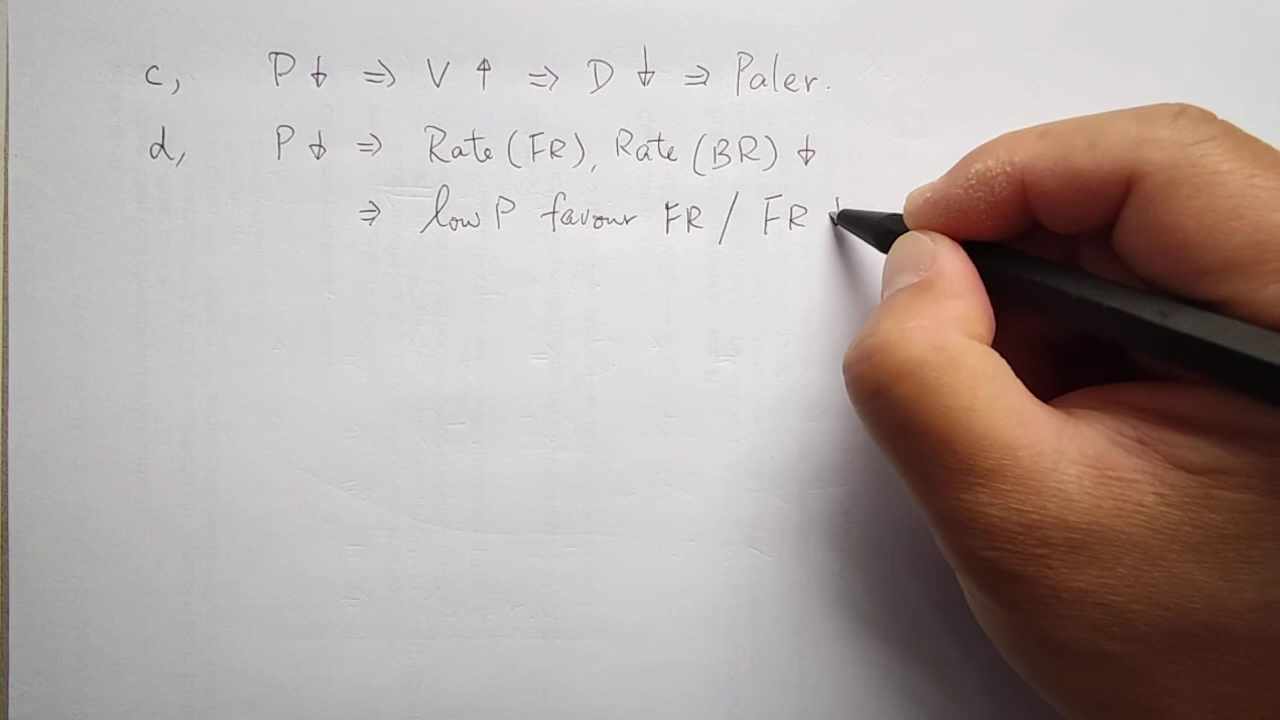 c, P ↓ ⇒ V ↑ ⇒ D ↓ ⇒ Paler.
d, P ↓ ⇒ Rate (FR), Rate (BR) ↓
⇒ low P favour FR / FR ↓